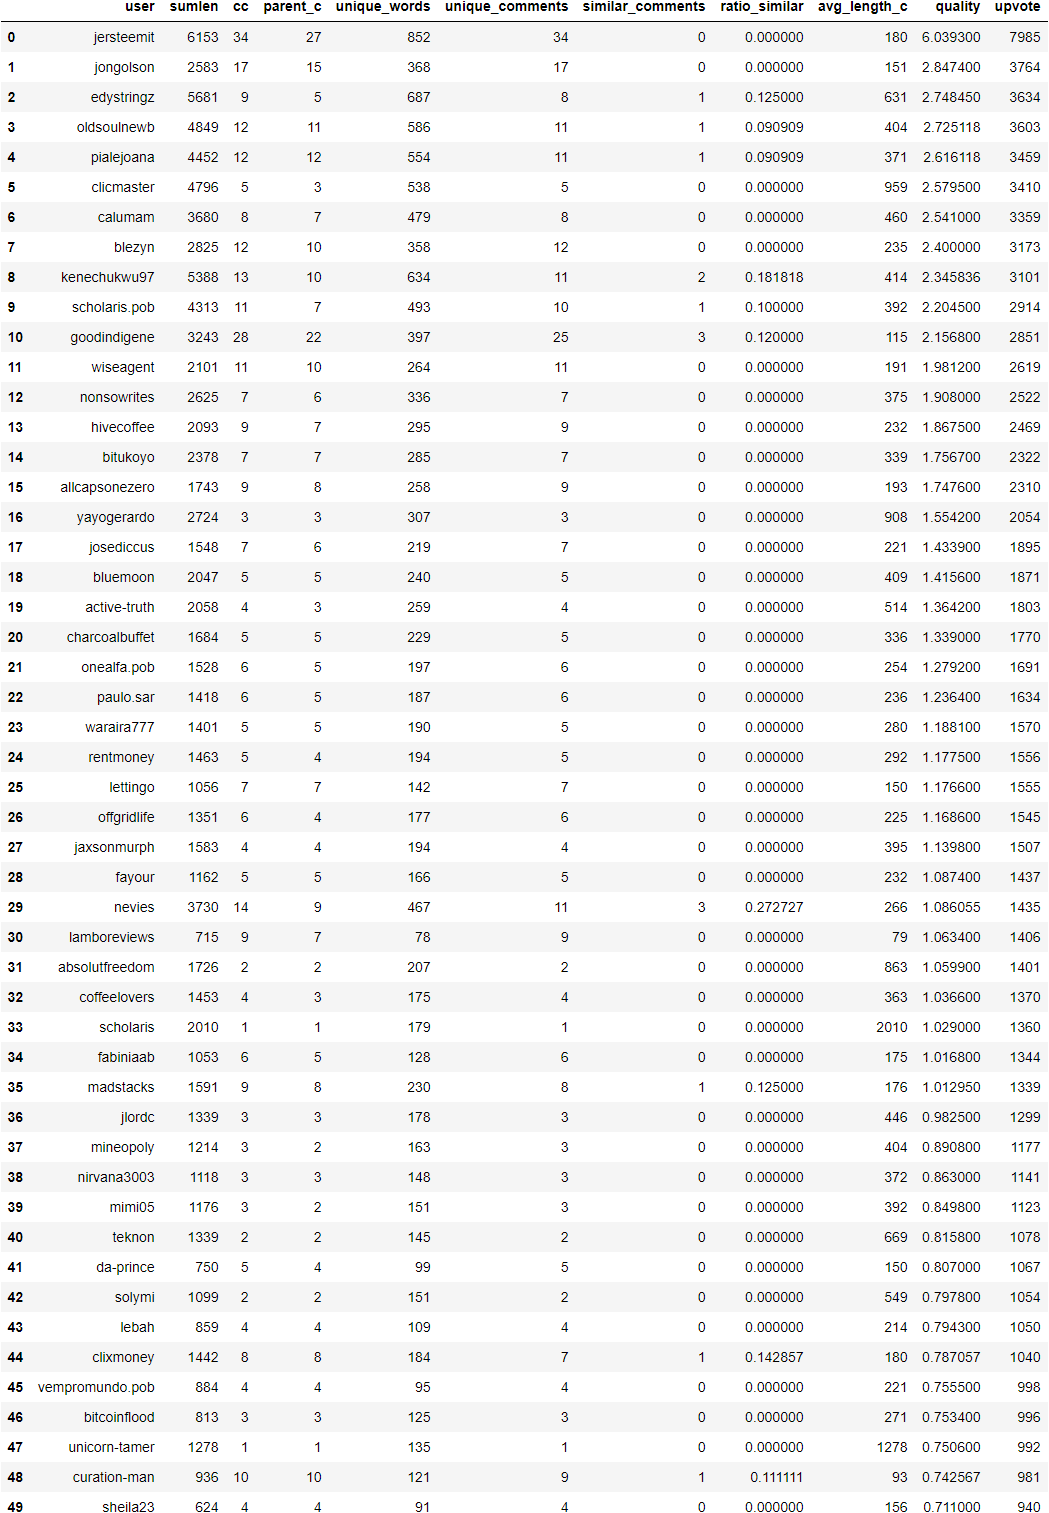 user sumlen cc parent_c unique_words unique_comments similar_comments ratio_similar avg_length_c quality upvote
0 jersteemit 6153 34 27 852 34 0 0.000000 180 6.039300 7985
1 jongolson 2583 17 15 368 17 0 0.000000 151 2.847400 3764
2 edystringz 5681 9 5 687 8 1 0.125000 631 2.748450 3634
3 oldsoulnewb 4849 12 11 586 11 1 0.090909 404 2.725118 3603
4 pialejoana 4452 12 12 554 11 1 0.090909 371 2.616118 3459
5 clicmaster 4796 5 3 538 5 0 0.000000 959 2.579500 3410
6 calumam 3680 8 7 479 8 0 0.000000 460 2.541000 3359
7 blezyn 2825 12 10 358 12 0 0.000000 235 2.400000 3173
8 kenechukwu97 5388 13 10 634 11 2 0.181818 414 2.345836 3101
9 scholaris.pob 4313 11 7 493 10 1 0.100000 392 2.204500 2914
10 goodindigene 3243 28 22 397 25 3 0.120000 115 2.156800 2851
11 wiseagent 2101 11 10 264 11 0 0.000000 191 1.981200 2619
12 nonsowrites 2625 7 6 336 7 0 0.000000 375 1.908000 2522
13 hivecoffee 2093 9 7 295 9 0 0.000000 232 1.867500 2469
14 bitukoyo 2378 7 7 285 7 0 0.000000 339 1.756700 2322
15 allcapsonezero 1743 9 8 258 9 0 0.000000 193 1.747600 2310
16 yayogerardo 2724 3 3 307 3 0 0.000000 908 1.554200 2054
17 josediccus 1548 7 6 219 7 0 0.000000 221 1.433900 1895
18 bluemoon 2047 5 5 240 5 0 0.000000 409 1.415600 1871
19 active-truth 2058 4 3 259 4 0 0.000000 514 1.364200 1803
20 charcoalbuffet 1684 5 5 229 5 0 0.000000 336 1.339000 1770
21 onealfa.pob 1528 6 5 197 6 0 0.000000 254 1.279200 1691
22 paulo.sar 1418 6 5 187 6 0 0.000000 236 1.236400 1634
23 waraira777 1401 5 5 190 5 0 0.000000 280 1.188100 1570
24 rentmoney 1463 5 4 194 5 0 0.000000 292 1.177500 1556
25 lettingo 1056 7 7 142 7 0 0.000000 150 1.176600 1555
26 offgridlife 1351 6 4 177 6 0 0.000000 225 1.168600 1545
27 jaxsonmurph 1583 4 4 194 4 0 0.000000 395 1.139800 1507
28 fayour 1162 5 5 166 5 0 0.000000 232 1.087400 1437
29 nevies 3730 14 9 467 11 3 0.272727 266 1.086055 1435
30 lamboreviews 715 9 7 78 9 0 0.000000 79 1.063400 1406
31 absolutfreedom 1726 2 2 207 2 0 0.000000 863 1.059900 1401
32 coffeelovers 1453 4 3 175 4 0 0.000000 363 1.036600 1370
33 scholaris 2010 1 1 179 1 0 0.000000 2010 1.029000 1360
34 fabiniaab 1053 6 5 128 6 0 0.000000 175 1.016800 1344
35 madstacks 1591 9 8 230 8 1 0.125000 176 1.012950 1339
36 jlordc 1339 3 3 178 3 0 0.000000 446 0.982500 1299
37 mineopoly 1214 3 2 163 3 0 0.000000 404 0.890800 1177
38 nirvana3003 1118 3 3 148 3 0 0.000000 372 0.863000 1141
39 mimi05 1176 3 2 151 3 0 0.000000 392 0.849800 1123
40 teknon 1339 2 2 145 2 0 0.000000 669 0.815800 1078
41 da-prince 750 5 4 99 5 0 0.000000 150 0.807000 1067
42 solymi 1099 2 2 151 2 0 0.000000 549 0.797800 1054
43 lebah 859 4 4 109 4 0 0.000000 214 0.794300 1050
44 clixmoney 1442 8 8 184 7 1 0.142857 180 0.787057 1040
45 vempromundo.pob 884 4 4 95 4 0 0.000000 221 0.755500 998
46 bitcoinflood 813 3 3 125 3 0 0.000000 271 0.753400 996
47 unicorn-tamer 1278 1 1 135 1 0 0.000000 1278 0.750600 992
48 curation-man 936 10 10 121 9 1 0.111111 93 0.742567 981
49 sheila23 624 4 4 91 4 0 0.000000 156 0.711000 940